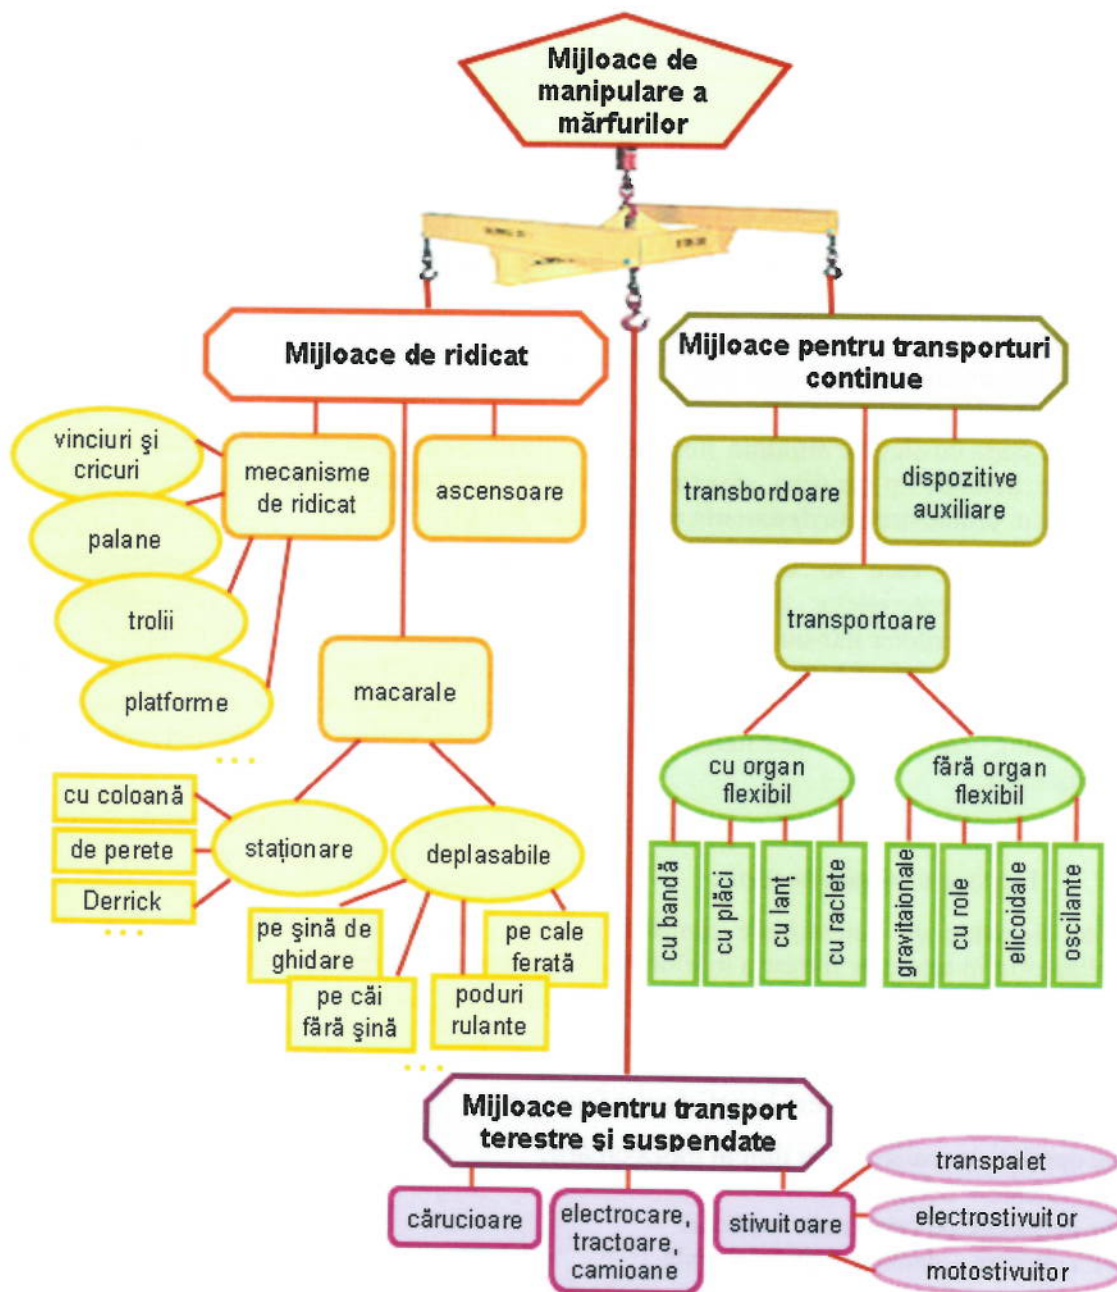 Mijloace de
manipulare a
mărfurilor
Mijloace de ridicat
Mijloace pentru transporturi
continue
vinciuri şi
cricuri
palane
trolii
platforme
mecanisme
de ridicat
ascensoare
macarale
...
cu coloană
de perete
Derrick
...
staţionare
deplasabile
pe şină de
ghidare
pe căi
fără şină
poduri
rulante
pe cale
ferată
...
transbordoare
dispozitive
auxiliare
transportoare
cu organ
flexibil
fără organ
flexibil
cu bandă
cu plăci
cu lanţ
cu raclete
gravitaionale
cu role
elicoidale
oscilante
Mijloace pentru transport
terestre şi suspendate
cărucioare
electrocare,
tractoare,
camioane
stivuitoare
transpalet
electrostivuitor
motostivuitor